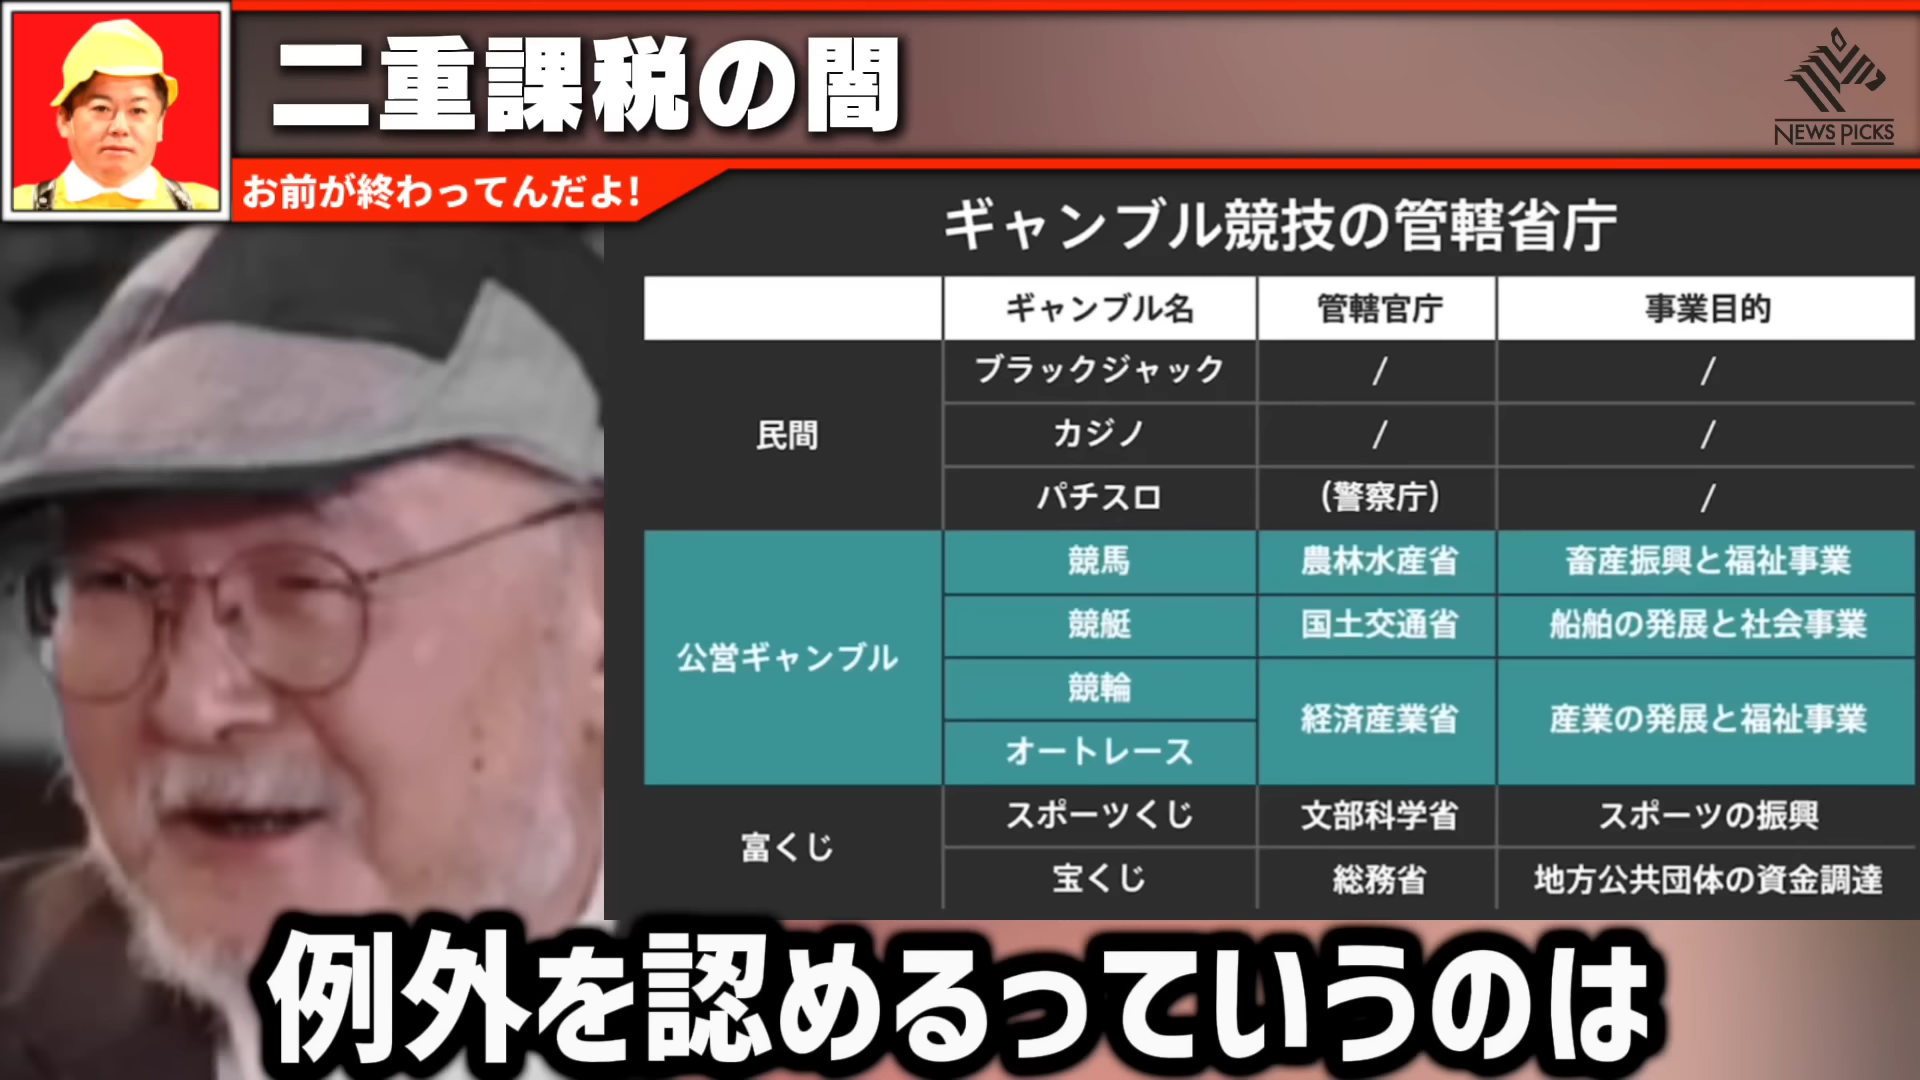 二重課税の闇
NEWS PICKS
お前が終わってんだよ!
ギャンブル競技の管轄省庁
ギャンブル名 管轄官庁 事業目的
民間
ブラックジャック / /
カジノ / /
パチスロ (警察庁) /
公営ギャンブル
競馬 農林水産省 畜産振興と福祉事業
競艇 国土交通省 船舶の発展と社会事業
競輪
オートレース
経済産業省 産業の発展と福祉事業
富くじ
スポーツくじ 文部科学省 スポーツの振興
宝くじ 総務省 地方公共団体の資金調達
例外を認めるっていうのは